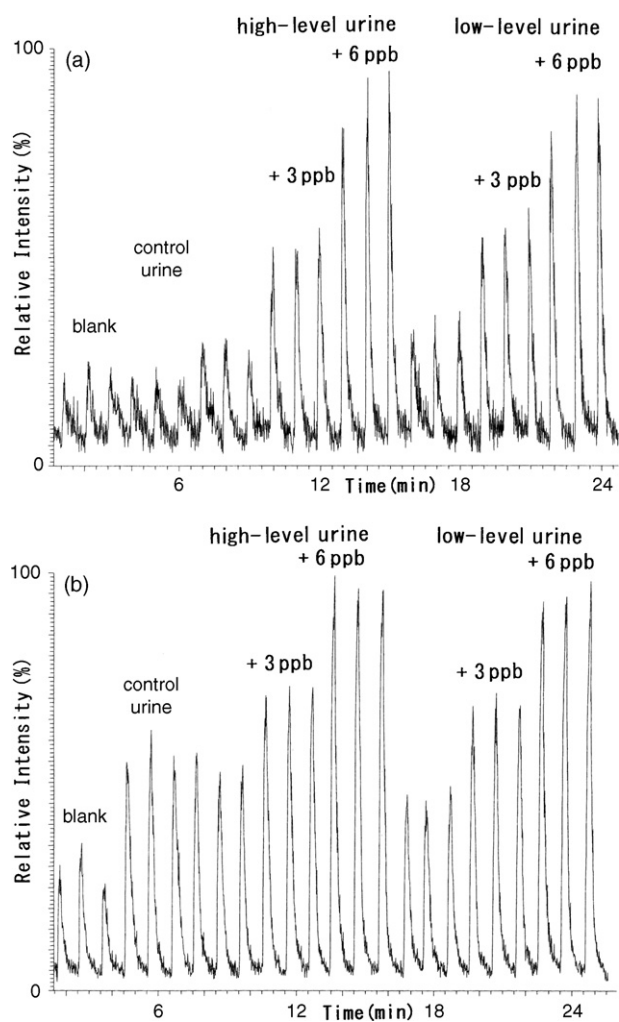 high-level urine low-level urine
+ 6 ppb + 6 ppb
100
(a)
+ 3 ppb + 3 ppb
control
urine
blank
Relative Intensity (%)
0
6 12 18 24
Time(min)
high-level urine low-level urine
+ 6 ppb + 6 ppb
100
(b)
+ 3 ppb + 3 ppb
control
urine
blank
Relative Intensity (%)
0
6 12 18 24
Time(min)